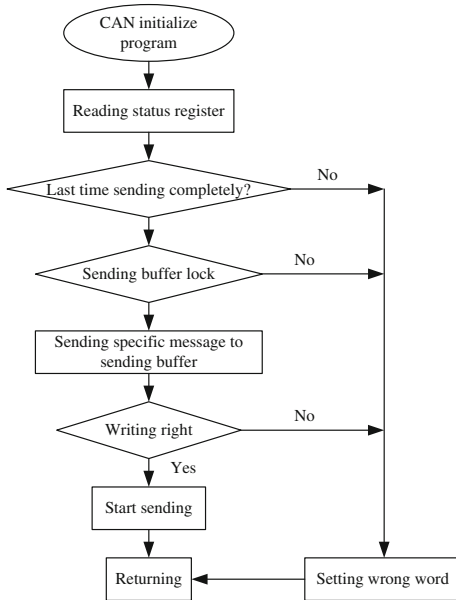 CAN initialize
program
Reading status register
Last time sending completely?
No
Sending buffer lock
No
Sending specific message to
sending buffer
Writing right
No
Yes
Start sending
Returning
Setting wrong word